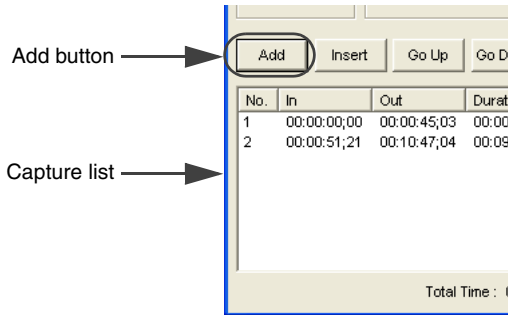 Add button
Add Insert Go Up Go D
No. In Out Durat
1 00:00:00;00 00:00:45;03 00:00
2 00:00:51;21 00:10:47;04 00:09
Capture list
Total Time :